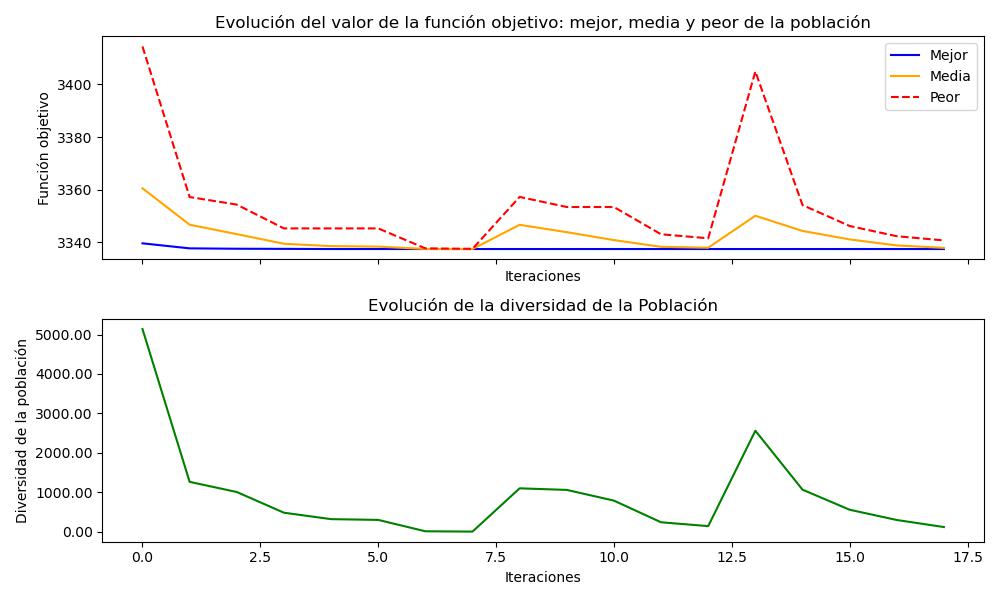 Evolución del valor de la función objetivo: mejor, media y peor de la población
Función objetivo
3400
3380
3360
3340
Mejor
Media
Peor
Iteraciones
Evolución de la diversidad de la Población
Diversidad de la población
5000.00
4000.00
3000.00
2000.00
1000.00
0.00
0.0 2.5 5.0 7.5 10.0 12.5 15.0 17.5
Iteraciones